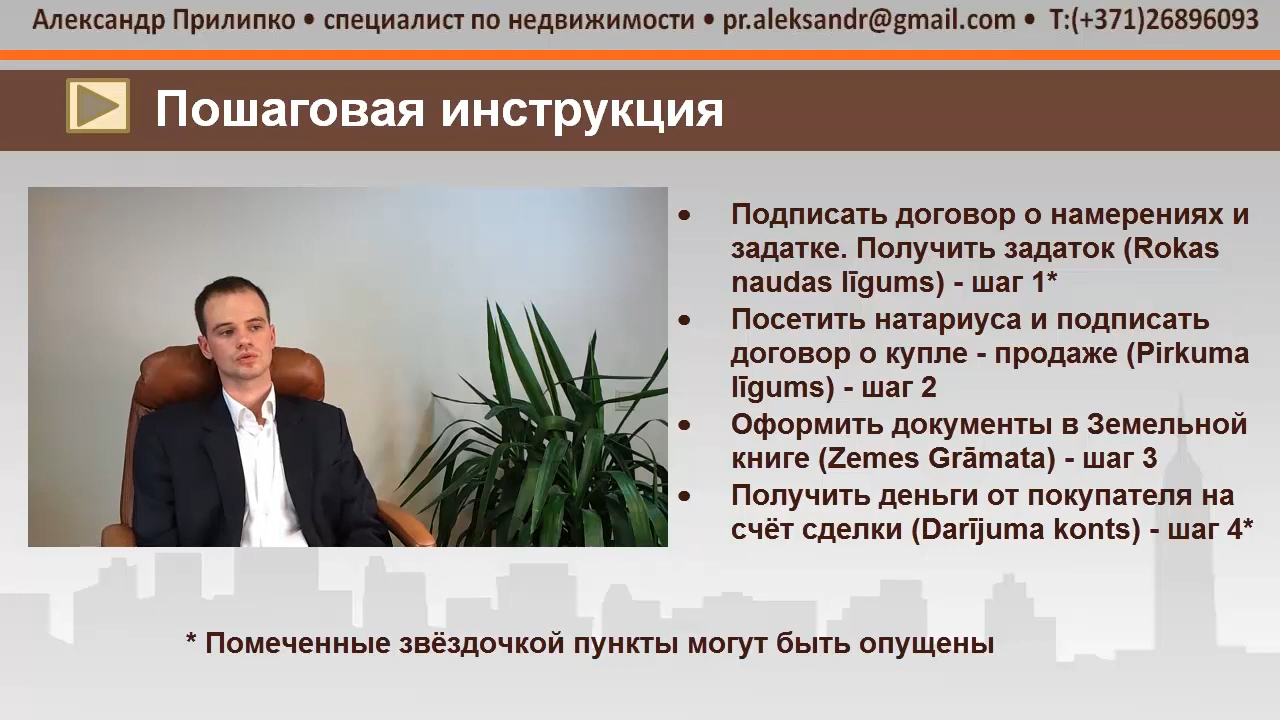 Александр Прилипко • специалист по недвижимости • pr.aleksandr@gmail.com • Т:(+371)26896093
Пошаговая инструкция
• Подписать договор о намерениях и
задатке. Получить задаток (Rokas
naudas līgums) - шаг 1*
• Посетить натариуса и подписать
договор о купле - продаже (Pirkuma
līgums) - шаг 2
• Оформить документы в Земельной
книге (Zemes Grāmata) - шаг 3
• Получить деньги от покупателя на
счёт сделки (Darījuma konts) - шаг 4*
* Помеченные звёздочкой пункты могут быть опущены